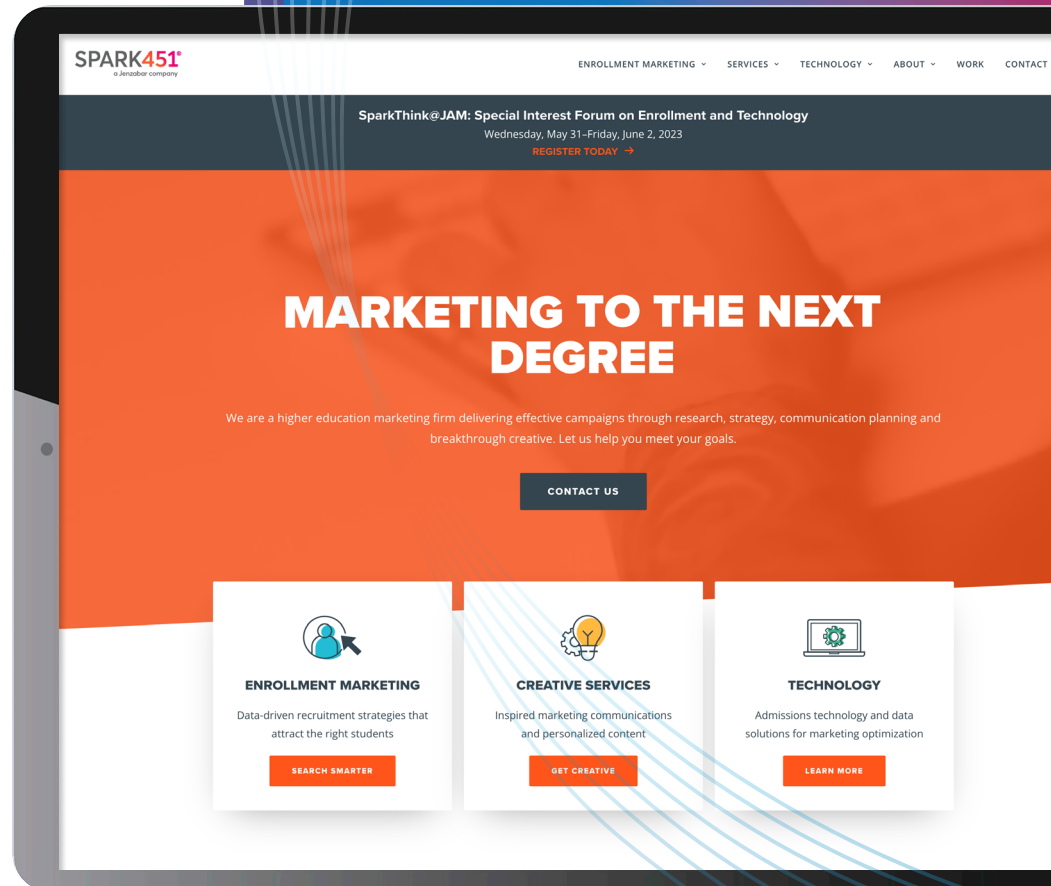 SPARK451®
a Jenzabar company
ENROLLMENT MARKETING SERVICES TECHNOLOGY ABOUT WORK CONTACT
SparkThink@JAM: Special Interest Forum on Enrollment and Technology
Wednesday, May 31–Friday, June 2, 2023
REGISTER TODAY →
MARKETING TO THE NEXT
DEGREE
We are a higher education marketing firm delivering effective campaigns through research, strategy, communication planning and
breakthrough creative. Let us help you meet your goals.
CONTACT US
ENROLLMENT MARKETING
Data-driven recruitment strategies that
attract the right students
SEARCH SMARTER
CREATIVE SERVICES
Inspired marketing communications
and personalized content
GET CREATIVE
TECHNOLOGY
Admissions technology and data
solutions for marketing optimization
LEARN MORE